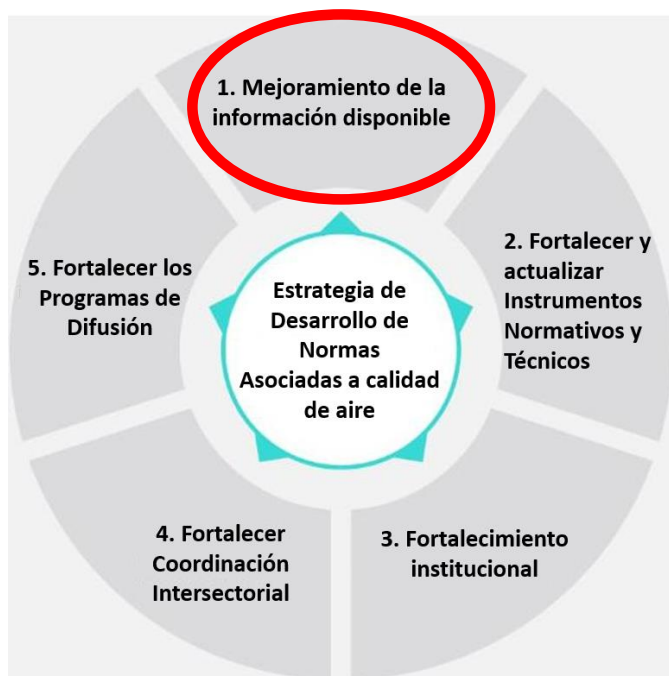 1. Mejoramiento de la
información disponible
2. Fortalecer y
actualizar
Instrumentos
Normativos y
Técnicos
3. Fortalecimiento
institucional
4. Fortalecer
Coordinación
Intersectorial
5. Fortalecer los
Programas de
Difusión
Estrategia de
Desarrollo de
Normas
Asociadas a calidad
de aire